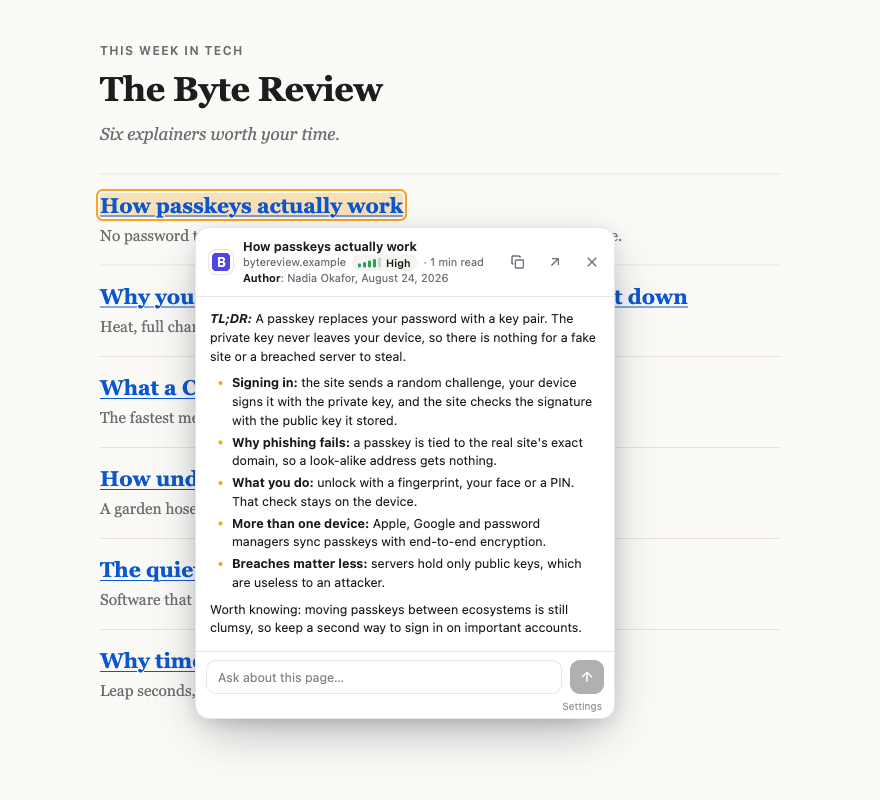 THIS WEEK IN TECH
The Byte Review
Six explainers worth your time.
How passkeys actually work
No password
Why you
t down
Heat, full
What a C
The fastest
How und
A garden hose
The quie
Software that
Why time
Leap seconds,
B
How passkeys actually work
bytereview.example High · 1 min read
Author: Nadia Okafor, August 24, 2026
TL;DR: A passkey replaces your password with a key pair. The
private key never leaves your device, so there is nothing for a fake
site or a breached server to steal.
• Signing in: the site sends a random challenge, your device
signs it with the private key, and the site checks the signature
with the public key it stored.
• Why phishing fails: a passkey is tied to the real site's exact
domain, so a look-alike address gets nothing.
• What you do: unlock with a fingerprint, your face or a PIN.
That check stays on the device.
• More than one device: Apple, Google and password
managers sync passkeys with end-to-end encryption.
• Breaches matter less: servers hold only public keys, which
are useless to an attacker.
Worth knowing: moving passkeys between ecosystems is still
clumsy, so keep a second way to sign in on important accounts.
Ask about this page…
Settings